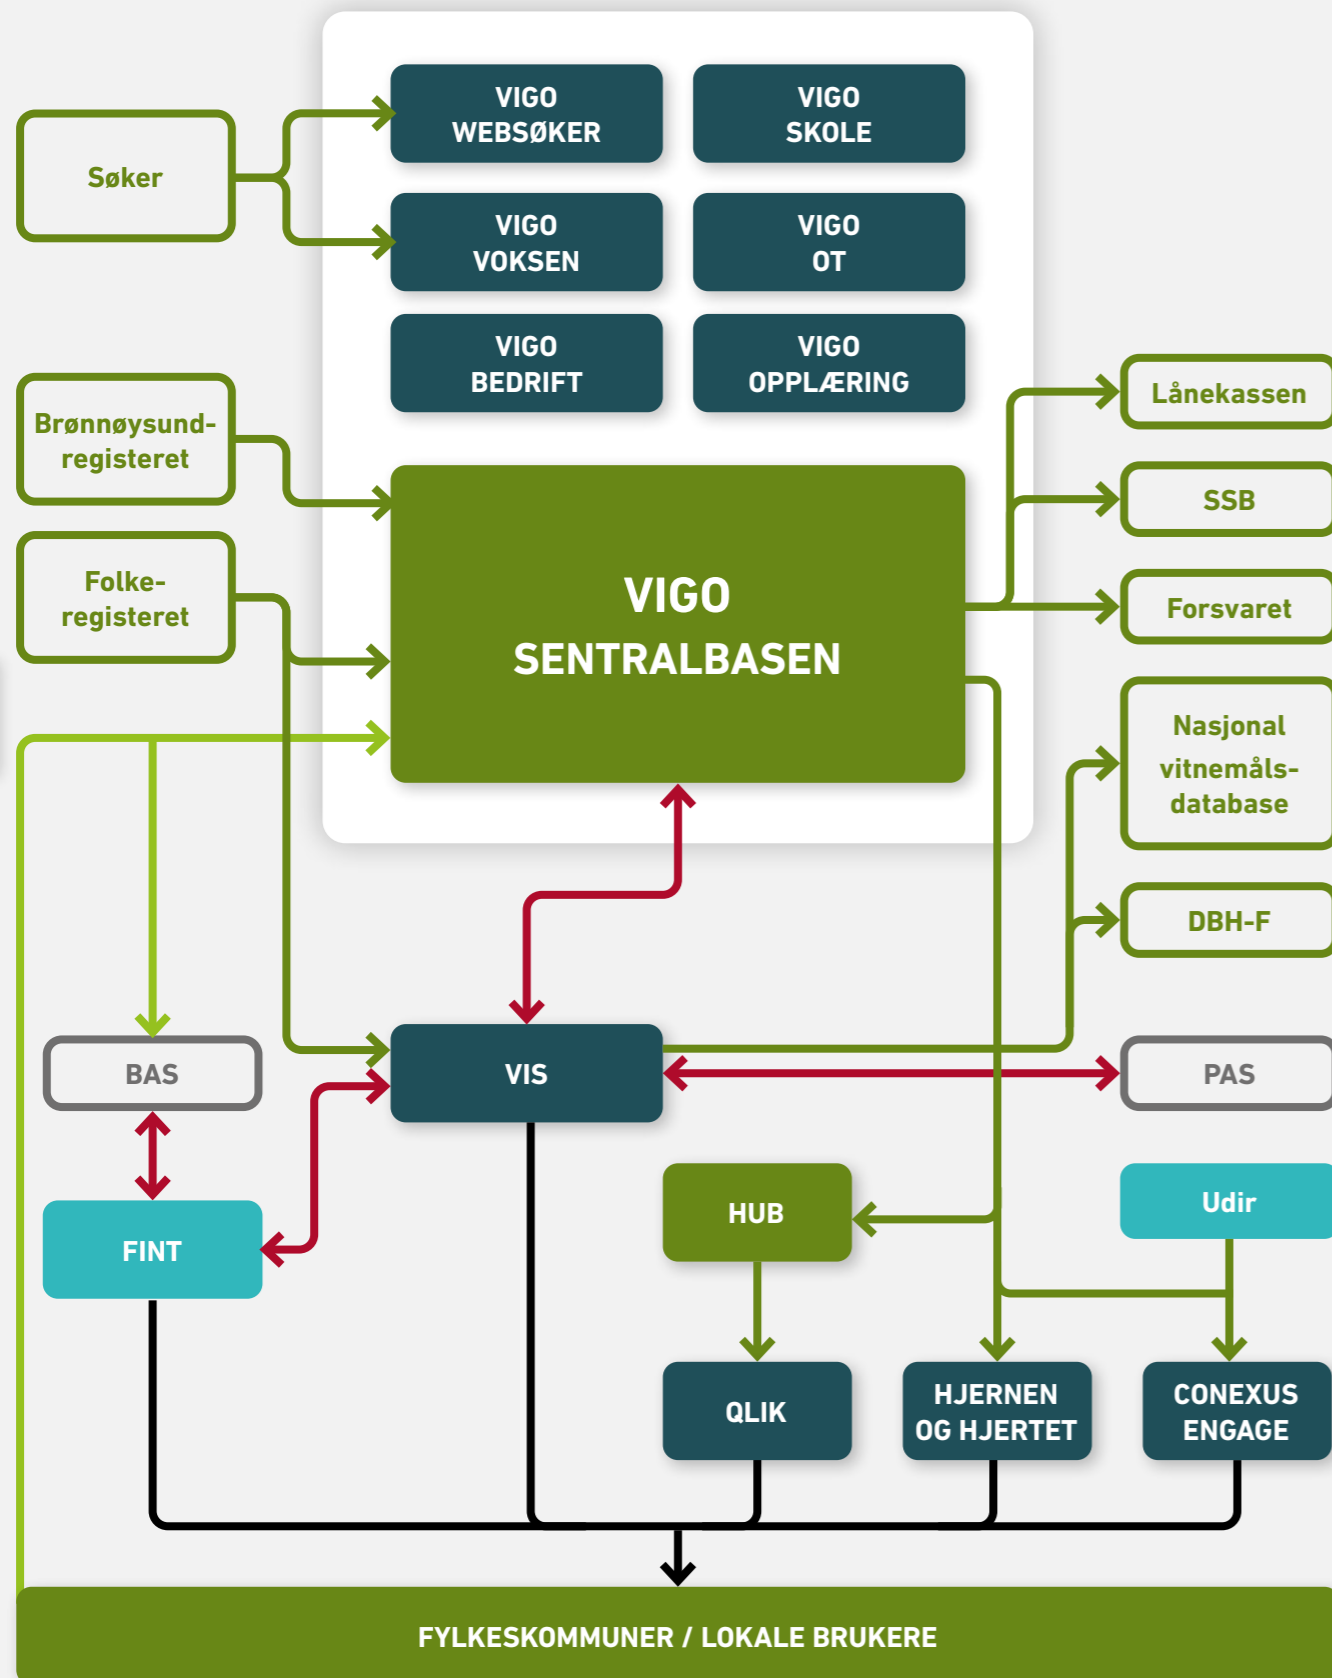 VIGO
WEBSØKER
VIGO
SKOLE
Søker
VIGO
VOKSEN
VIGO
OT
VIGO
BEDRIFT
VIGO
OPPLÆRING
Lånekassen
Brønnøysund-
registeret
SSB
Folke-
registeret
VIGO
SENTRALBASEN
Forsvaret
Nasjonal
vitnemåls-
database
DBH-F
BAS
VIS
PAS
FINT
HUB
Udir
QLIK
HJERNEN
OG HJERTET
CONEXUS
ENGAGE
FYLKESKOMMUNER / LOKALE BRUKERE